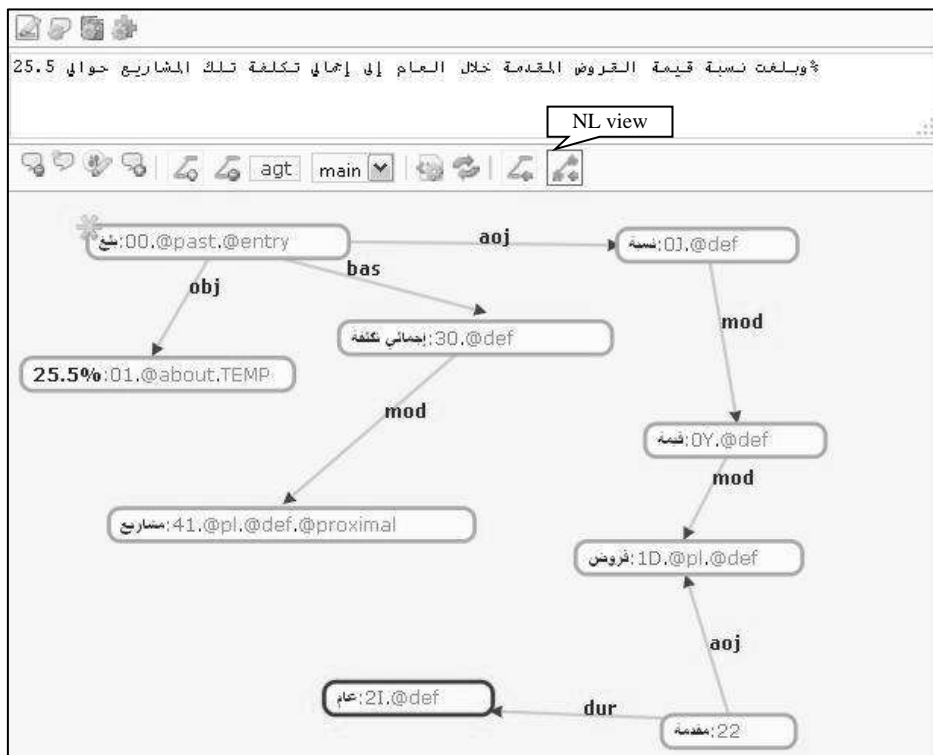 وبلغت نسبة قيمة القروض المقدمة خلال العام إلى إجمالي تكلفة تلك المشاريع حوالي 25.5%
NL view
agt main
بلغ:00.@past.@entry
aoj
نسبة:0J.@def
obj
bas
mod
إجمالي تكلفة:30.@def
25.5%:01.@about.TEMP
mod
قيمة:0Y.@def
mod
مشاريع:41.@pl.@def.@proximal
قروض:1D.@pl.@def
aoj
عام:2I.@def
dur
مقدمة:22